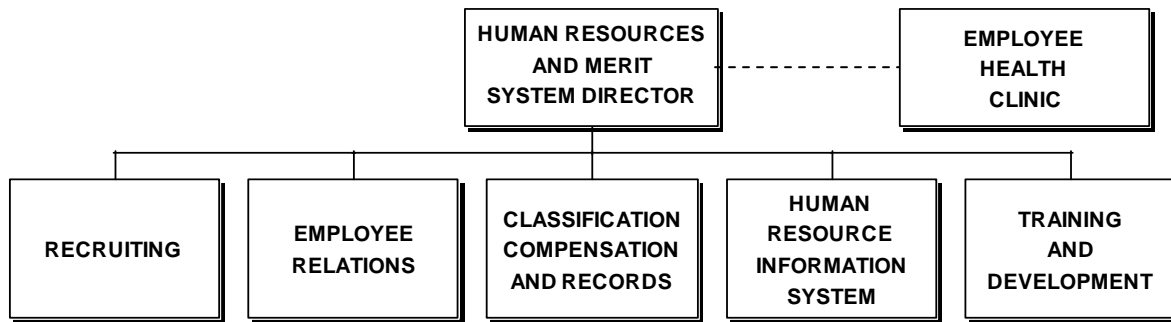 HUMAN RESOURCES
AND MERIT
SYSTEM DIRECTOR
EMPLOYEE
HEALTH
CLINIC
RECRUITING
EMPLOYEE
RELATIONS
CLASSIFICATION
COMPENSATION
AND RECORDS
HUMAN
RESOURCE
INFORMATION
SYSTEM
TRAINING
AND
DEVELOPMENT